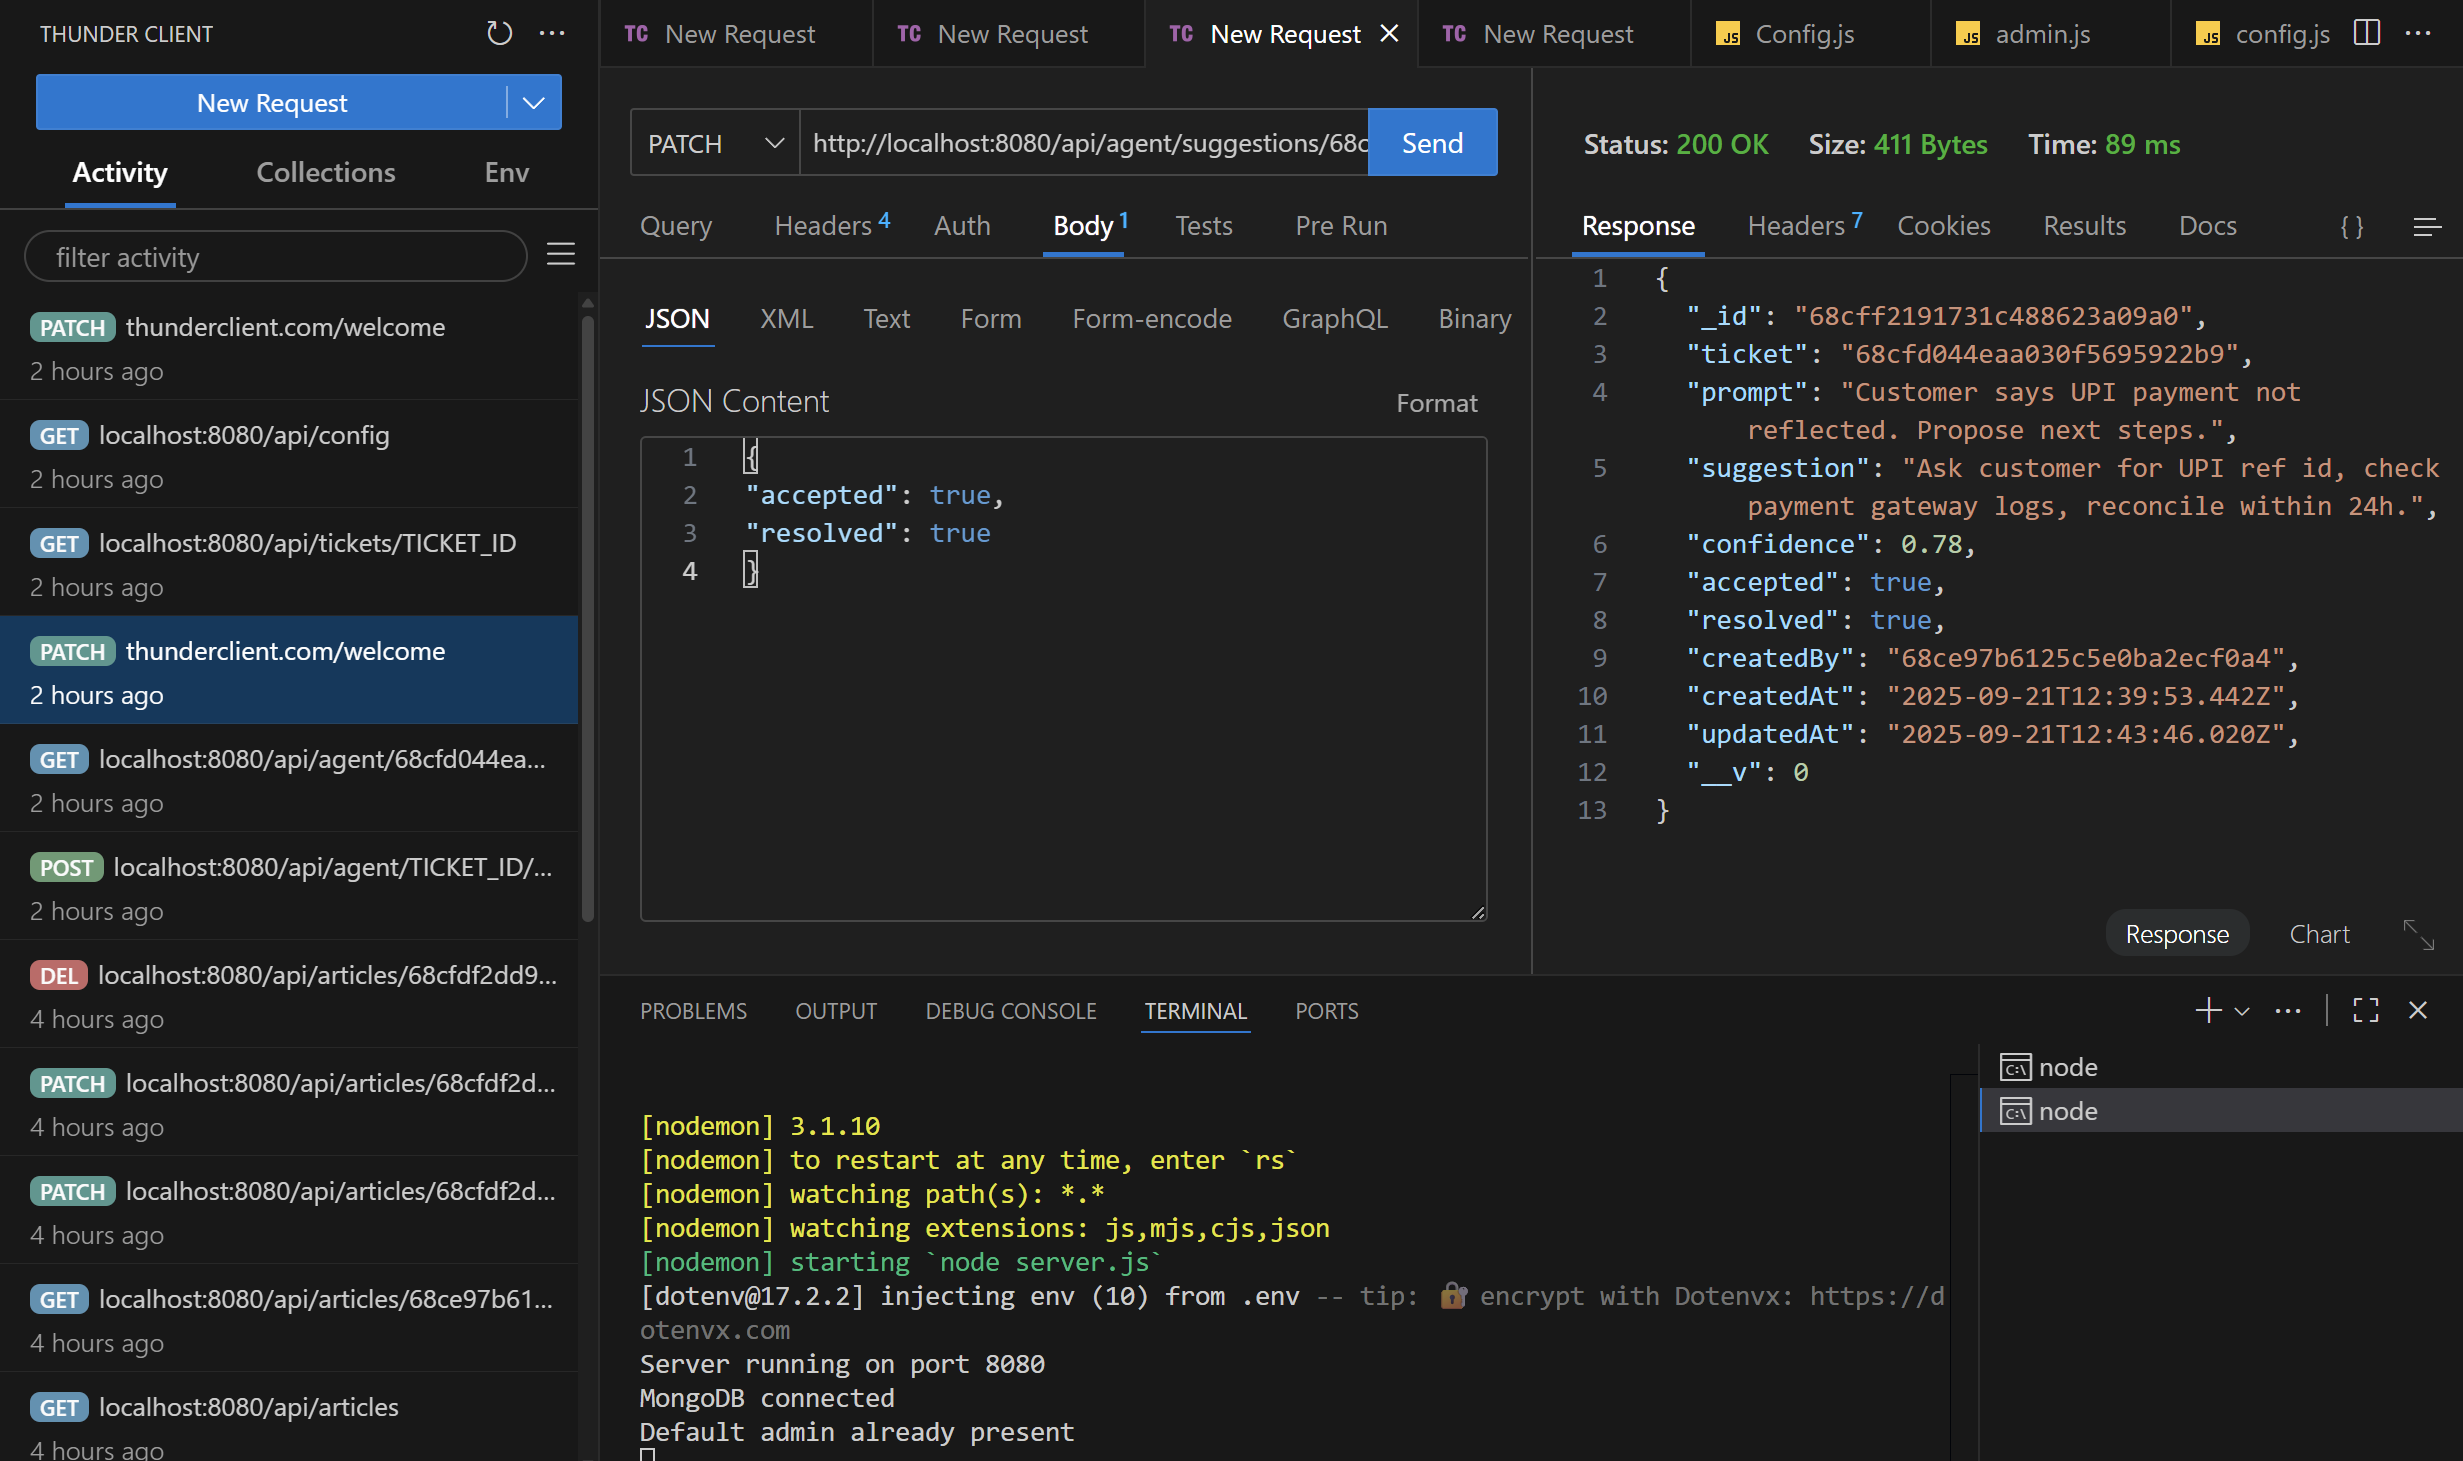 THUNDER CLIENT
New Request
Activity Collections Env
filter activity
PATCH thunderclient.com/welcome
2 hours ago
GET localhost:8080/api/config
2 hours ago
GET localhost:8080/api/tickets/TICKET_ID
2 hours ago
PATCH thunderclient.com/welcome
2 hours ago
GET localhost:8080/api/agent/68cfd044ea...
2 hours ago
POST localhost:8080/api/agent/TICKET_ID/...
2 hours ago
DEL localhost:8080/api/articles/68cfdf2dd9...
4 hours ago
PATCH localhost:8080/api/articles/68cfdf2d...
4 hours ago
PATCH localhost:8080/api/articles/68cfdf2d...
4 hours ago
GET localhost:8080/api/articles/68ce97b61...
4 hours ago
GET localhost:8080/api/articles
4 hours ago
TC New Request TC New Request TC New Request TC New Request JS Config.js JS admin.js JS config.js
PATCH http://localhost:8080/api/agent/suggestions/68c Send
Query Headers 4 Auth Body 1 Tests Pre Run
JSON XML Text Form Form-encode GraphQL Binary
JSON Content Format
1 {
2 "accepted": true,
3 "resolved": true
4 }
Status: 200 OK Size: 411 Bytes Time: 89 ms
Response Headers 7 Cookies Results Docs { }
1 {
2 "_id": "68cff2191731c488623a09a0",
3 "ticket": "68cfd044eaa030f5695922b9",
4 "prompt": "Customer says UPI payment not
reflected. Propose next steps.",
5 "suggestion": "Ask customer for UPI ref id, check
payment gateway logs, reconcile within 24h.",
6 "confidence": 0.78,
7 "accepted": true,
8 "resolved": true,
9 "createdBy": "68ce97b6125c5e0ba2ecf0a4",
10 "createdAt": "2025-09-21T12:39:53.442Z",
11 "updatedAt": "2025-09-21T12:43:46.020Z",
12 "__v": 0
13 }
Response Chart
PROBLEMS OUTPUT DEBUG CONSOLE TERMINAL PORTS
[nodemon] 3.1.10
[nodemon] to restart at any time, enter `rs`
[nodemon] watching path(s): *.*
[nodemon] watching extensions: js,mjs,cjs,json
[nodemon] starting `node server.js`
[dotenv@17.2.2] injecting env (10) from .env -- tip: 🔐 encrypt with Dotenvx: https://d
otenvx.com
Server running on port 8080
MongoDB connected
Default admin already present
node
node